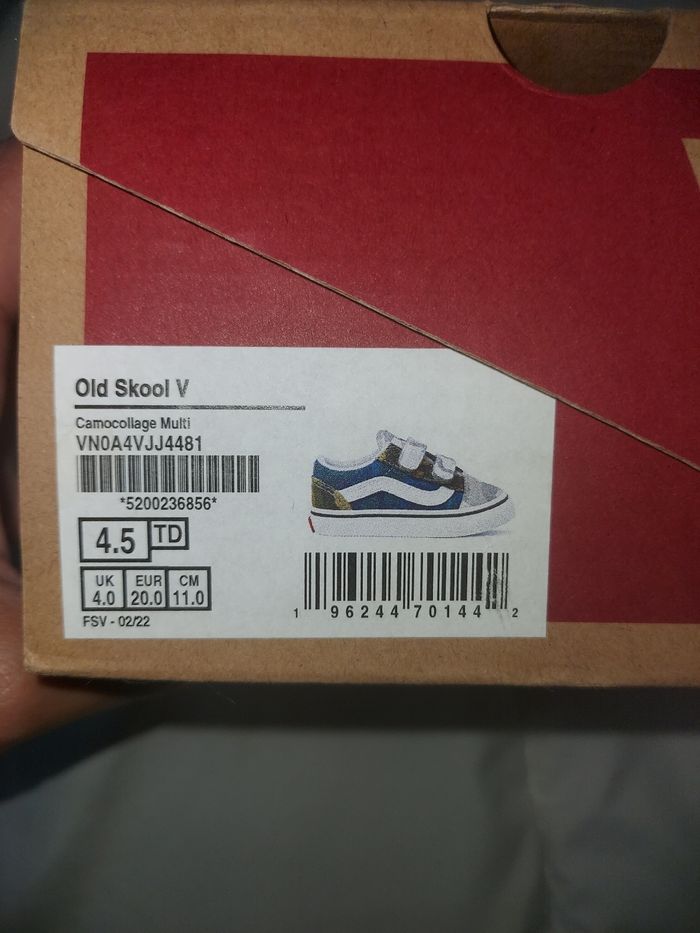 Old Skool V
Camocollage Multi
VN0A4VJJ4481
*5200236856*
4.5 TD
UK EUR CM
4.0 20.0 11.0
FSV - 02/22
1 96244 70144 2